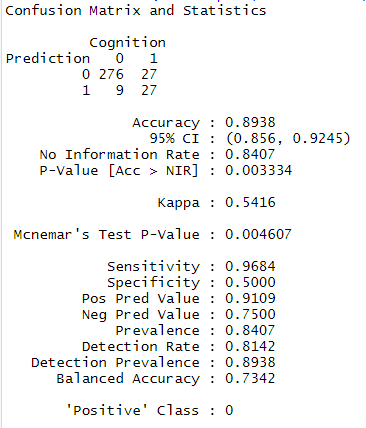 Confusion Matrix and Statistics
Cognition
Prediction 0 1
0 276 27
1 9 27
Accuracy : 0.8938
95% CI : (0.856, 0.9245)
No Information Rate : 0.8407
P-Value [Acc > NIR] : 0.003334
Kappa : 0.5416
Mcnemar's Test P-Value : 0.004607
Sensitivity : 0.9684
Specificity : 0.5000
Pos Pred Value : 0.9109
Neg Pred Value : 0.7500
Prevalence : 0.8407
Detection Rate : 0.8142
Detection Prevalence : 0.8938
Balanced Accuracy : 0.7342
'Positive' Class : 0